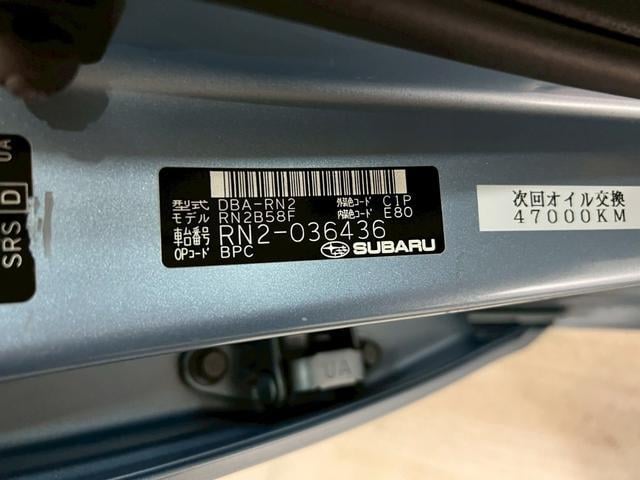 型式 DBA-RN2 外装色コード C1P
モデル RN2B58F 内装色コード E80
車台番号 RN2-036436
OPコード BPC SUBARU
次回オイル交換
47000KM
SRS D UA
UA